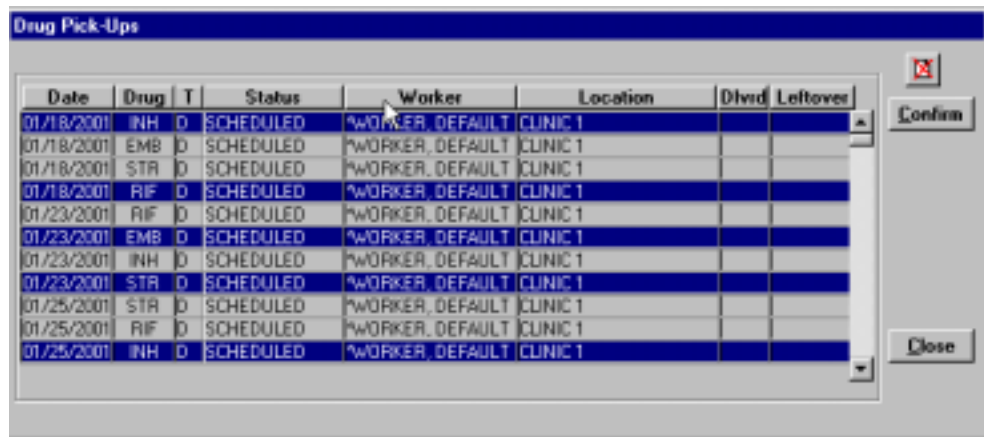 Drug Pick-Ups
Date Drug T Status Worker Location Dlvrd Leftover
01/18/2001 INH D SCHEDULED *WORKER, DEFAULT CLINIC 1
Confirm
01/18/2001 EMB D SCHEDULED *WORKER, DEFAULT CLINIC 1
01/18/2001 STR D SCHEDULED *WORKER, DEFAULT CLINIC 1
01/18/2001 RIF D SCHEDULED *WORKER, DEFAULT CLINIC 1
01/23/2001 RIF D SCHEDULED *WORKER, DEFAULT CLINIC 1
01/23/2001 EMB D SCHEDULED *WORKER, DEFAULT CLINIC 1
01/23/2001 INH D SCHEDULED *WORKER, DEFAULT CLINIC 1
01/23/2001 STR D SCHEDULED *WORKER, DEFAULT CLINIC 1
01/25/2001 STR D SCHEDULED *WORKER, DEFAULT CLINIC 1
01/25/2001 RIF D SCHEDULED *WORKER, DEFAULT CLINIC 1
01/25/2001 INH D SCHEDULED *WORKER, DEFAULT CLINIC 1
Close